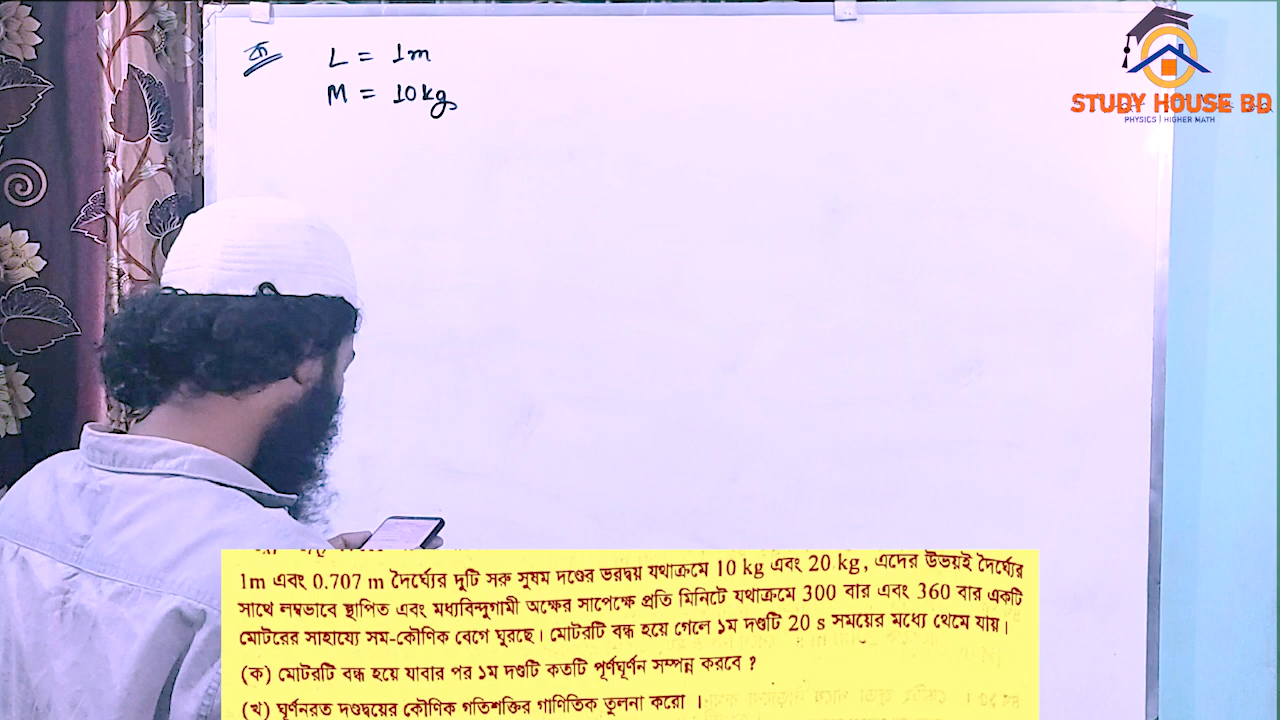 ক
L = 1m
M = 10kg
STUDY HOUSE BD
PHYSICS | HIGHER MATH
1m এবং 0.707 m দৈর্ঘ্যের দুটি সরু সুষম দণ্ডের ভরদ্বয় যথাক্রমে 10 kg এবং 20 kg, এদের উভয়ই দৈর্ঘ্যের
সাথে লম্বভাবে স্থাপিত এবং মধ্যবিন্দুগামী অক্ষের সাপেক্ষে প্রতি মিনিটে যথাক্রমে 300 বার এবং 360 বার একটি
মোটরের সাহায্যে সম-কৌণিক বেগে ঘুরছে। মোটরটি বন্ধ হয়ে গেলে ১ম দণ্ডটি 20 s সময়ের মধ্যে থেমে যায়।
(ক) মোটরটি বন্ধ হয়ে যাবার পর ১ম দণ্ডটি কতটি পূর্ণঘূর্ণন সম্পন্ন করবে ?
(খ) ঘূর্ণনরত দণ্ডদ্বয়ের কৌণিক গতিশক্তির গাণিতিক তুলনা করো ।